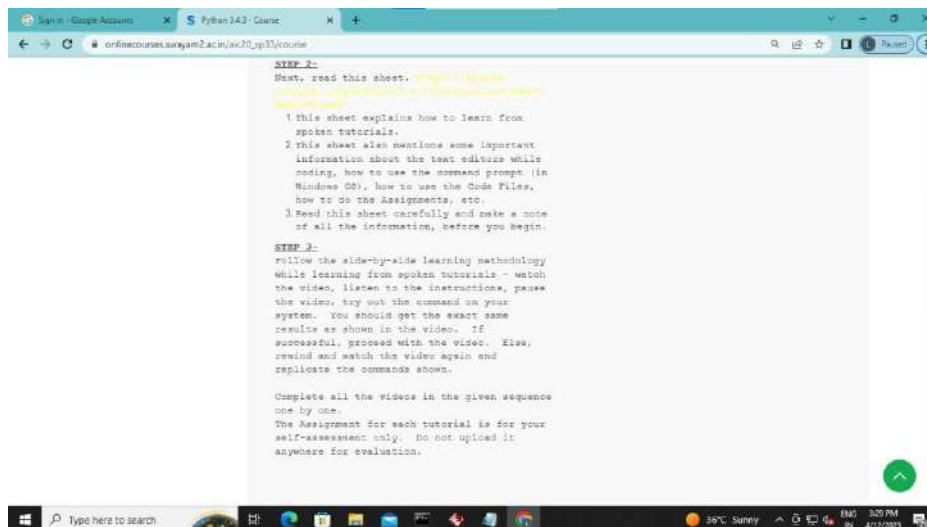 Sign in - Google Accounts
Python 3.4.3 - Course
onlinecourses.swayam2.ac.in/aic20_sp33/course
Paused
STEP 2-
Next, read this sheet.
1. This sheet explains how to learn from
spoken tutorials.
2. This sheet also mentions some important
information about the text editors while
coding, how to use the command prompt (in
Windows OS), how to use the Code Files,
how to do the Assignments, etc.
3. Read this sheet carefully and make a note
of all the information, before you begin.
STEP 3-
Follow the side-by-side learning methodology
while learning from spoken tutorials - watch
the video, listen to the instructions, pause
the video, try out the command on your
system. You should get the exact same
results as shown in the video. If
successful, proceed with the video. Else,
rewind and watch the video again and
replicate the commands shown.
Complete all the videos in the given sequence
one by one.
The Assignment for each tutorial is for your
self-assessment only. Do not upload it
anywhere for evaluation.
Type here to search
36°C Sunny
ENG
IN
3:29 PM
4/12/2023